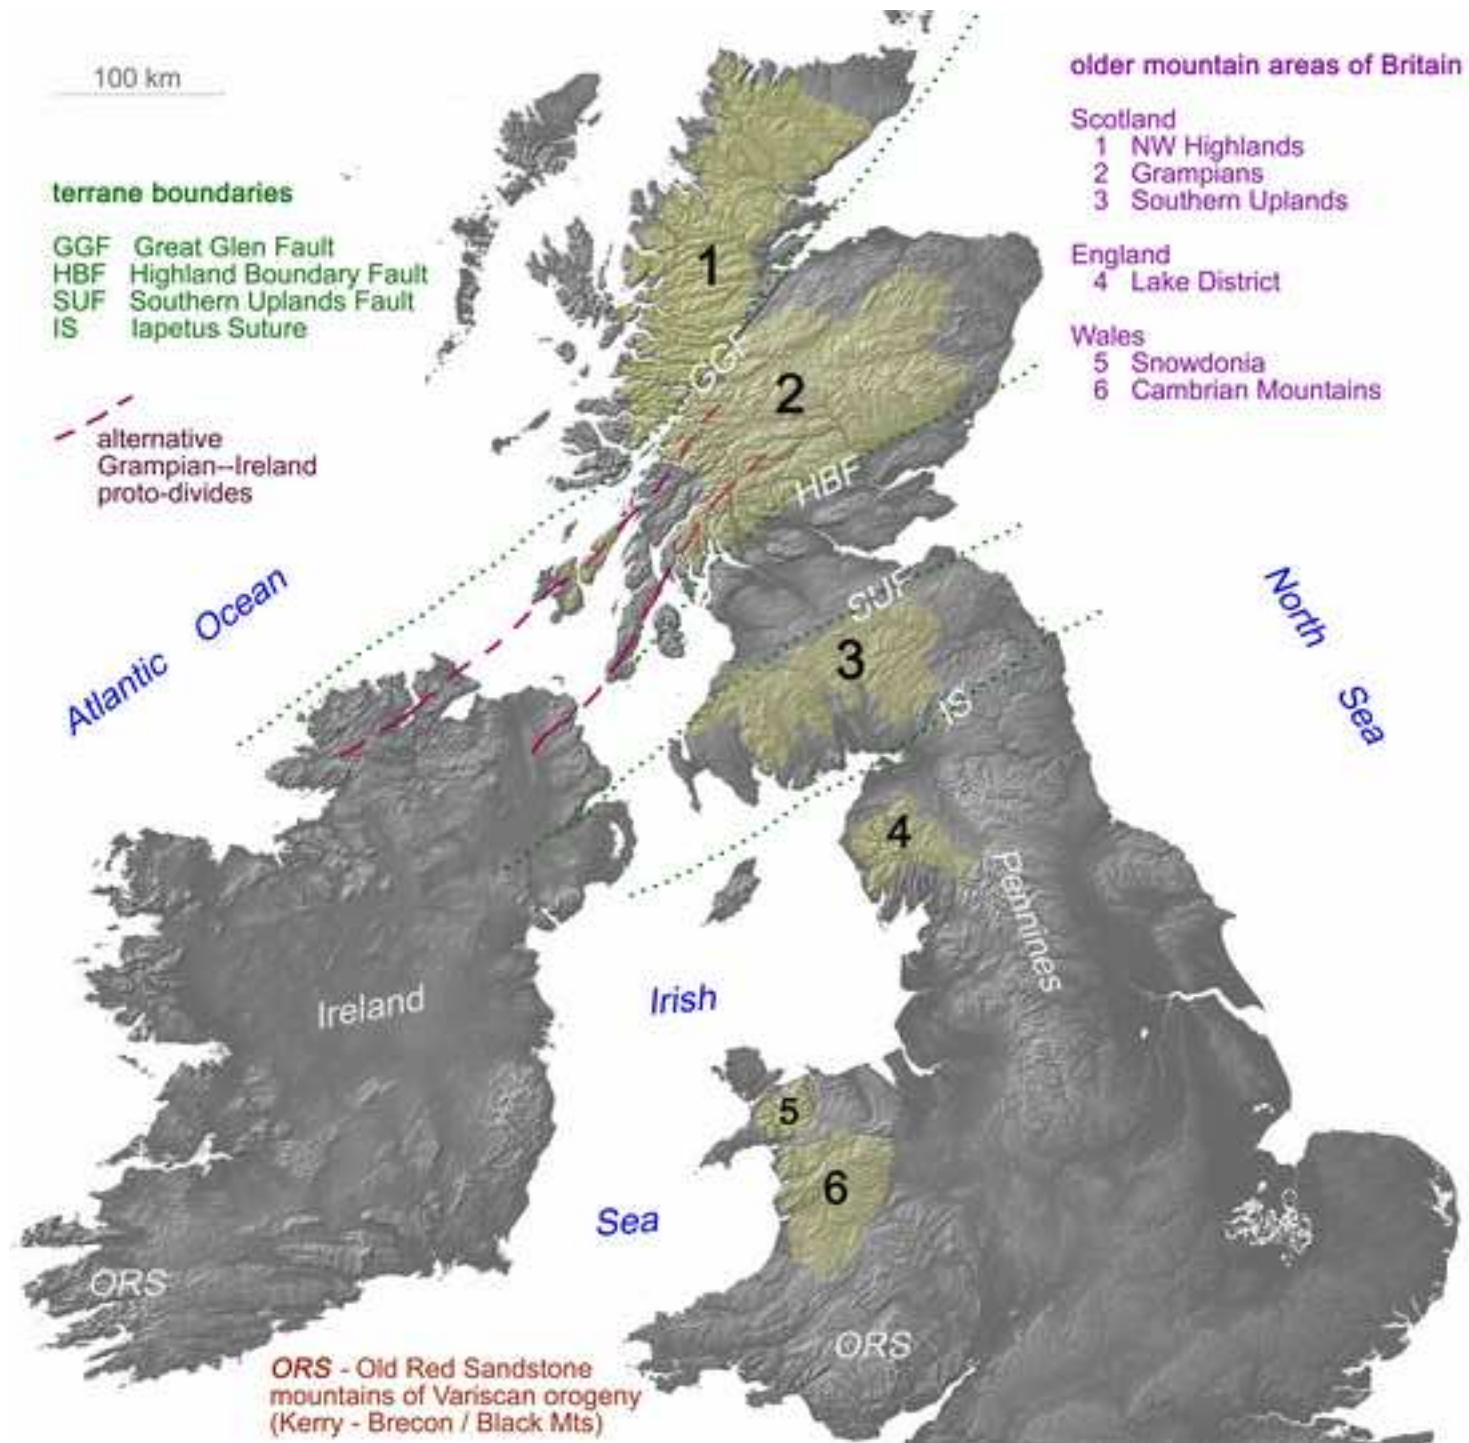 100 km
older mountain areas of Britain
Scotland
1 NW Highlands
2 Grampians
3 Southern Uplands
England
4 Lake District
Wales
5 Snowdonia
6 Cambrian Mountains
terrane boundaries
GGF Great Glen Fault
HBF Highland Boundary Fault
SUF Southern Uplands Fault
IS Iapetus Suture
alternative
Grampian--Ireland
proto-divides
1
GGF
2
HBF
SUF
3
IS
4
Pennines
Atlantic Ocean
North Sea
Ireland
Irish
Sea
5
6
ORS
ORS
ORS - Old Red Sandstone
mountains of Variscan orogeny
(Kerry - Brecon / Black Mts)